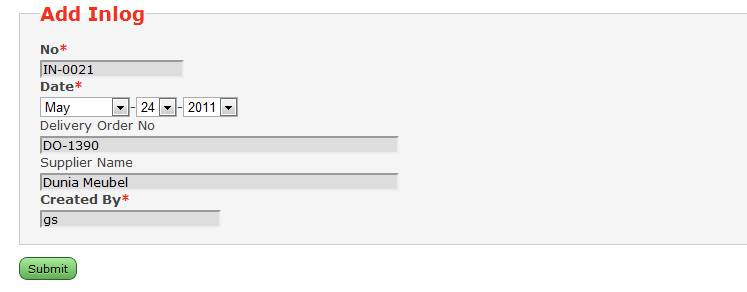 Add Inlog
No*
IN-0021
Date*
May - 24 - 2011
Delivery Order No
DO-1390
Supplier Name
Dunia Meubel
Created By*
gs
Submit